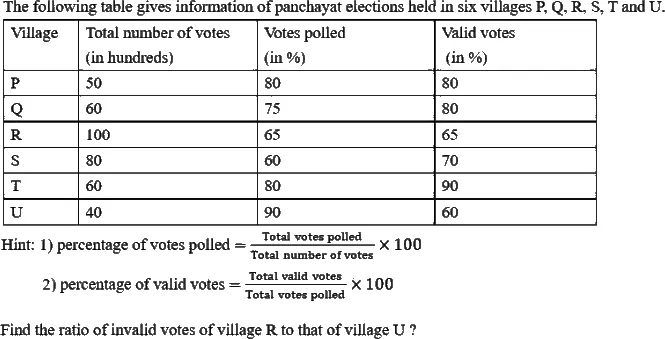 The following table gives information of panchayat elections held in six villages P, Q, R, S, T and U.
Village Total number of votes Votes polled Valid votes
(in hundreds) (in %) (in %)
P 50 80 80
Q 60 75 80
R 100 65 65
S 80 60 70
T 60 80 90
U 40 90 60
Hint: 1) percentage of votes polled = Total votes polled / Total number of votes × 100
2) percentage of valid votes = Total valid votes / Total votes polled × 100
Find the ratio of invalid votes of village R to that of village U ?